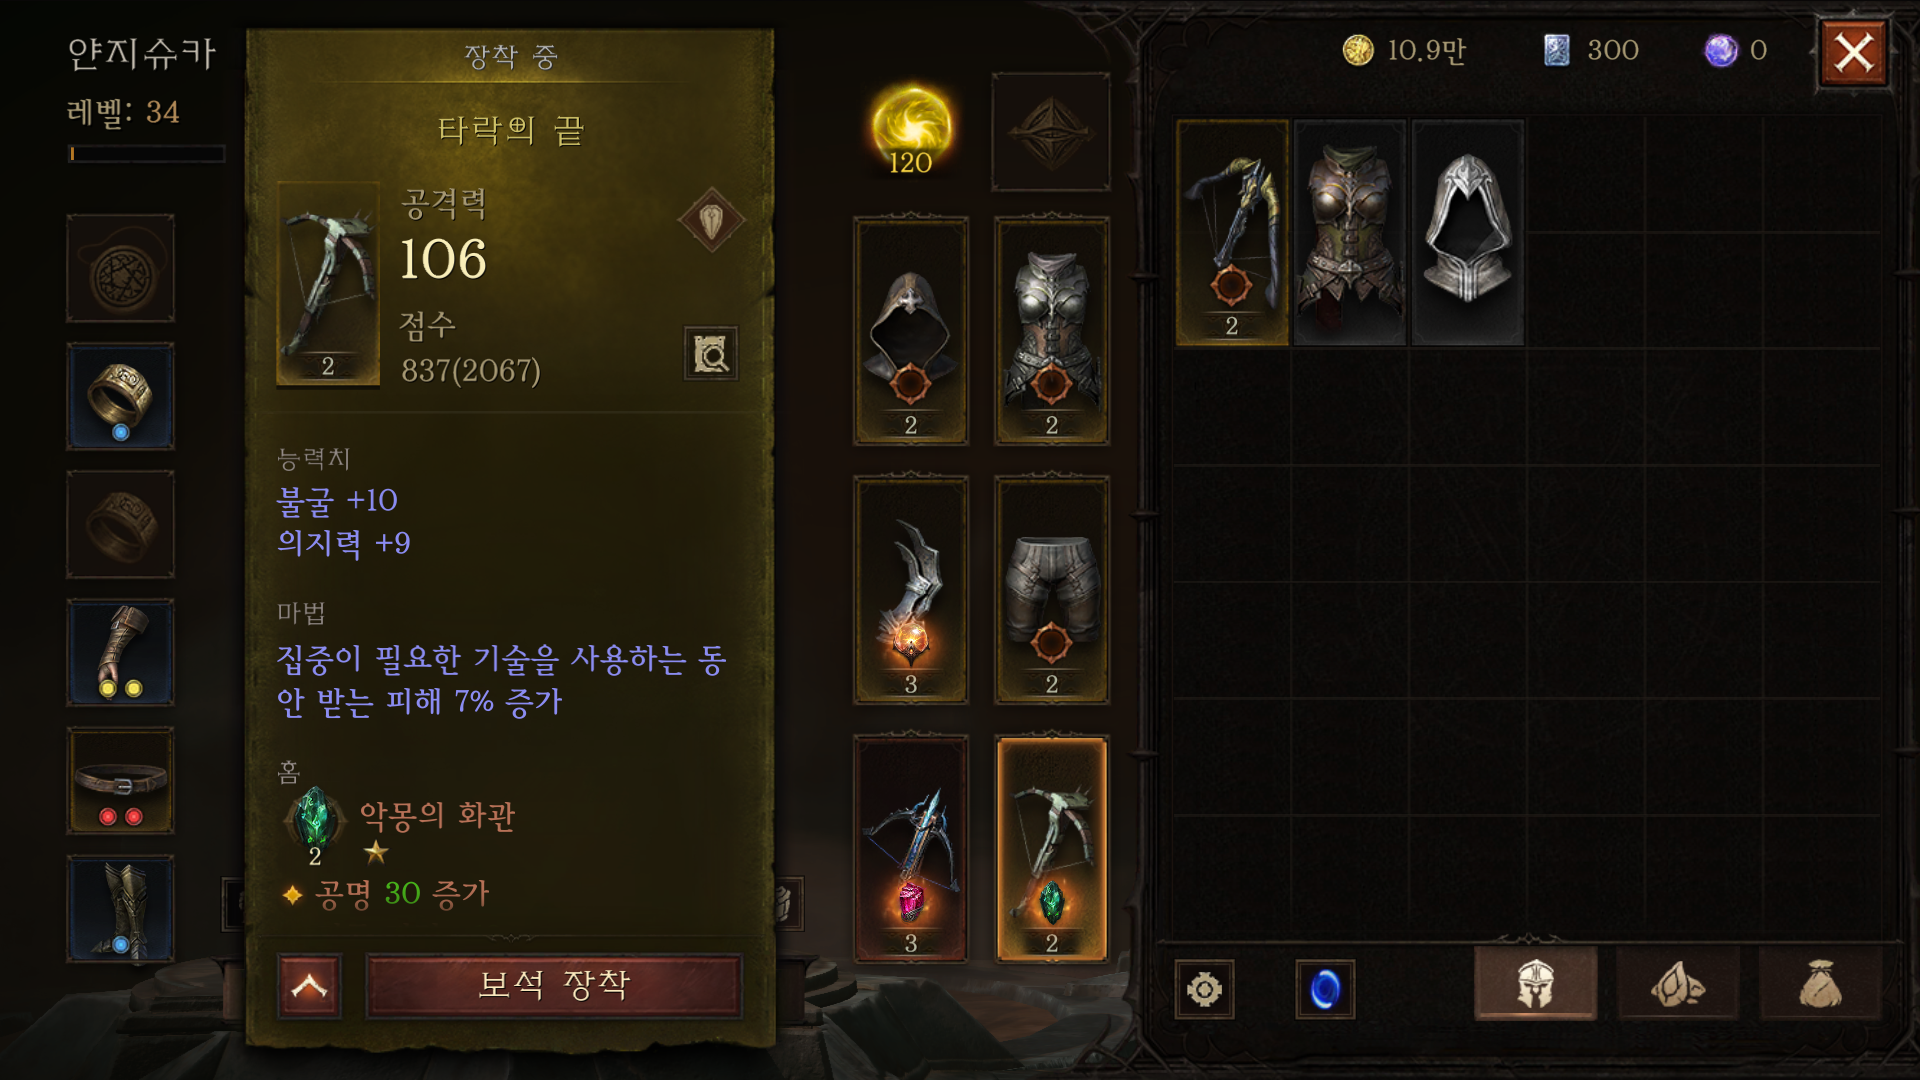 얀지슈카
레벨: 34
장착 중
타락의 끝
공격력
106
점수
837(2067)
2
능력치
불굴 +10
의지력 +9
마법
집중이 필요한 기술을 사용하는 동
안 받는 피해 7% 증가
홈
악몽의 화관
2
공명 30 증가
보석 장착
120
2
2
3
2
3
2
10.9만
300
0
2